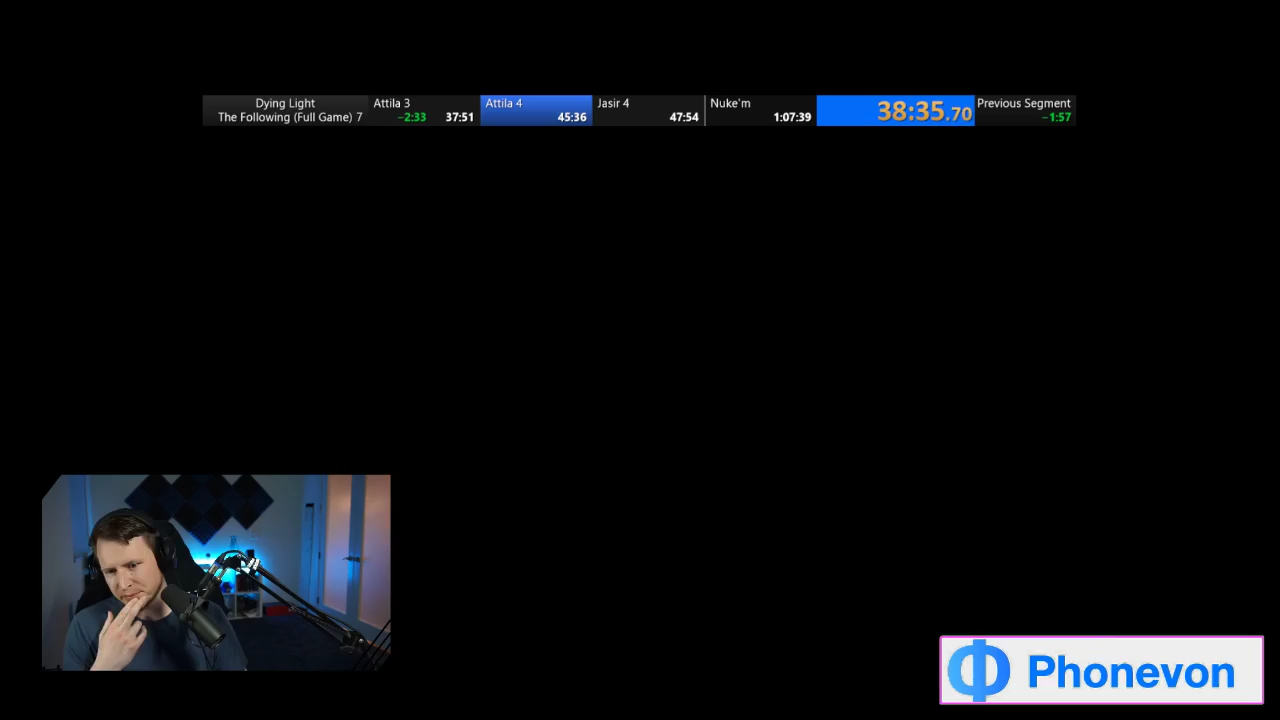 Dying Light
The Following (Full Game) 7
Attila 3
−2:33 37:51
Attila 4
45:36
Jasir 4
47:54
Nuke'm
1:07:39
38:35.70
Previous Segment
−1:57
Phonevon